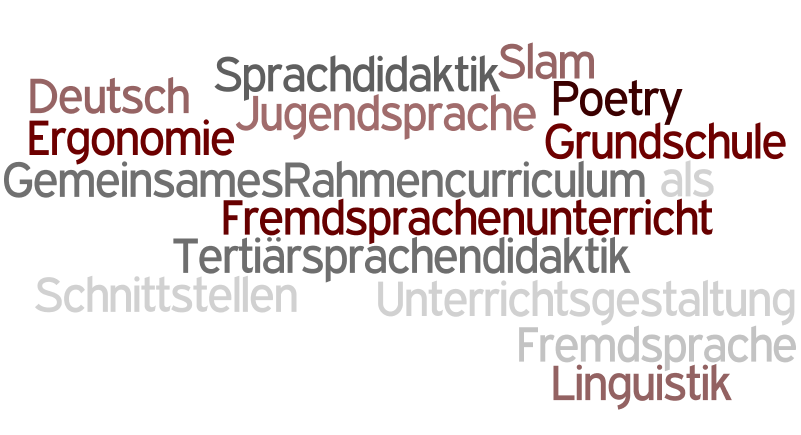 Sprachdidaktik Slam
Deutsch Jugendsprache Poetry
Ergonomie Grundschule
GemeinsamesRahmencurriculum als
Fremdsprachenunterricht
Tertiärsprachendidaktik
Schnittstellen Unterrichtsgestaltung
Fremdsprache
Linguistik